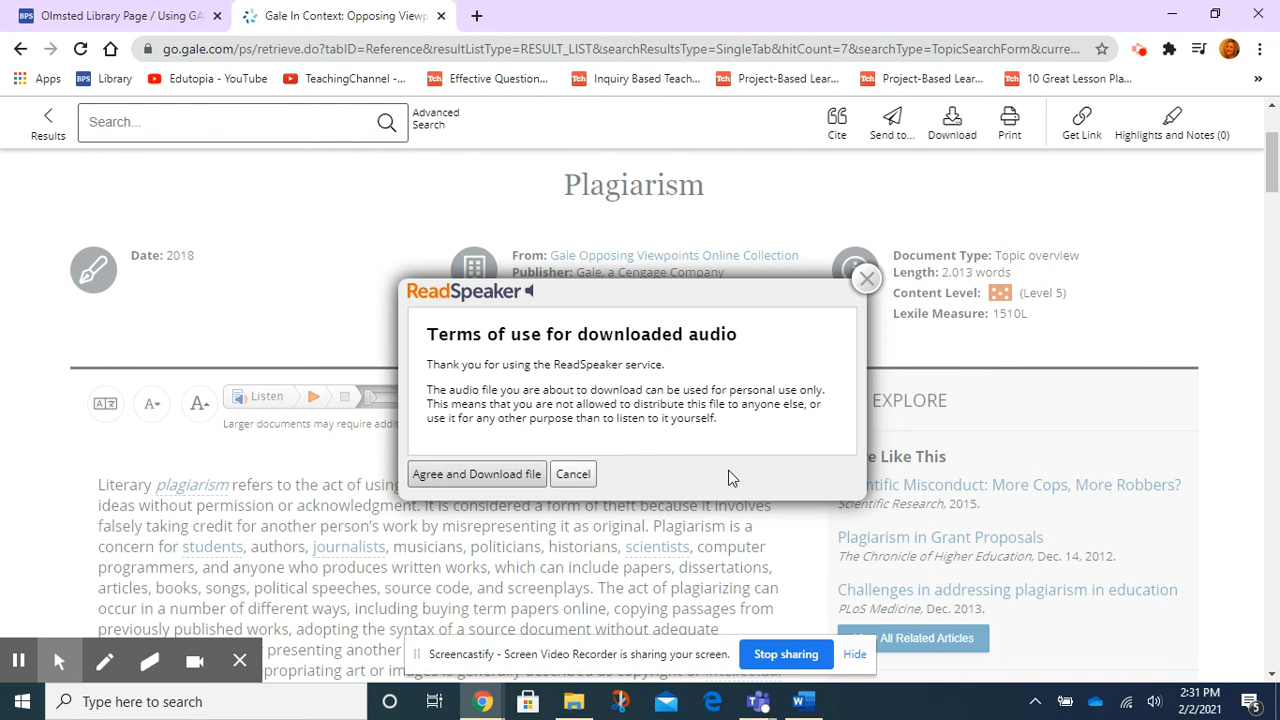 Olmsted Library Page / Using GA
Gale In Context: Opposing Viewp
go.gale.com/ps/retrieve.do?tabID=Reference&resultListType=RESULT_LIST&searchResultsType=SingleTab&hitCount=7&searchType=TopicSearchForm&curre...
Apps
BPS Library
Edutopia - YouTube
TeachingChannel -...
Tch Effective Question...
Tch Inquiry Based Teach...
Tch Project-Based Lear...
Tch Project-Based Lear...
Tch 10 Great Lesson Pla...
Results
Search...
Advanced
Search
Cite
Send to...
Download
Print
Get Link
Highlights and Notes (0)
Plagiarism
Date: 2018
From: Gale Opposing Viewpoints Online Collection
Publisher: Gale, a Cengage Company
Document Type: Topic overview
Length: 2,013 words
Content Level: (Level 5)
Lexile Measure: 1510L
ReadSpeaker
Terms of use for downloaded audio
Thank you for using the ReadSpeaker service.
The audio file you are about to download can be used for personal use only.
This means that you are not allowed to distribute this file to anyone else, or
use it for any other purpose than to listen to it yourself.
Agree and Download file
Cancel
A A
Listen
Larger documents may require addi
EXPLORE
Like This
Misconduct: More Cops, More Robbers?
Scientific Research, 2015.
Plagiarism in Grant Proposals
The Chronicle of Higher Education, Dec. 14, 2012.
Challenges in addressing plagiarism in education
PLoS Medicine, Dec. 2013.
All Related Articles
Literary plagiarism refers to the act of using
ideas without permission or acknowledgment. It is considered a form of theft because it involves
falsely taking credit for another person's work by misrepresenting it as original. Plagiarism is a
concern for students, authors, journalists, musicians, politicians, historians, scientists, computer
programmers, and anyone who produces written works, which can include papers, dissertations,
articles, books, songs, political speeches, source code, and screenplays. The act of plagiarizing can
occur in a number of different ways, including buying term papers online, copying passages from
previously published works, adopting the syntax of a source document without adequate
presenting another
propriating art or
Screencastify - Screen Video Recorder is sharing your screen.
Stop sharing
Hide
Type here to search
2:31 PM
2/2/2021
5